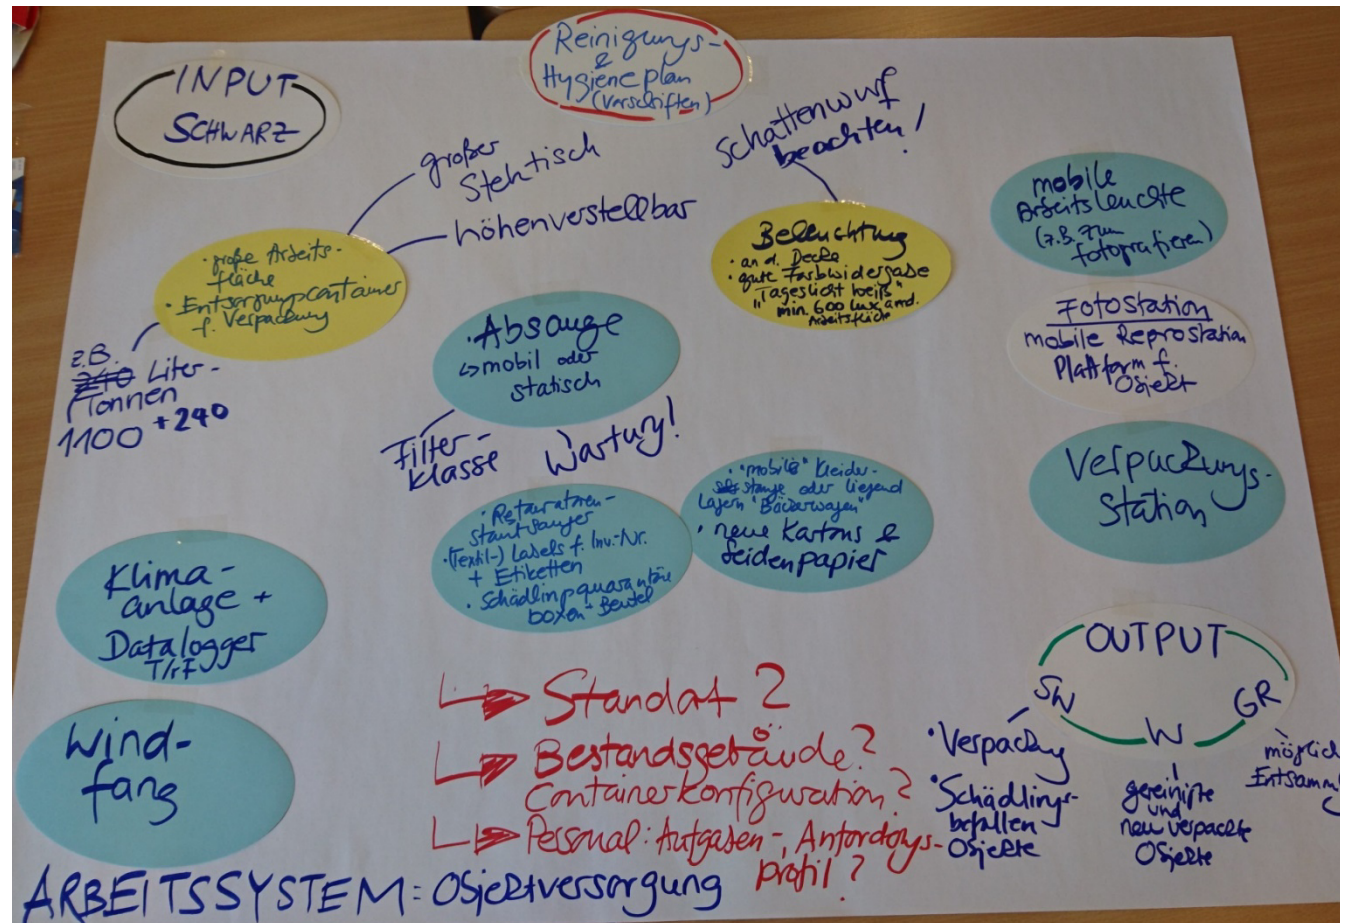 INPUT
SCHWARZ
Reinigungs-
&
Hygieneplan
(Vorschriften)
großer
Stehtisch
höhenverstellbar
• große Arbeits-
fläche
• Entsorgungscontainer
f. Verpackung
z.B.
240 Liter-
Tonnen
1100 + 240
Schattenwurf
beachten!
Beleuchtung
• an d. Decke
• gute Farbwidergabe
"Tageslicht weiß"
min. 600 lux amd.
Arbeitsfläche
mobile
Arbeitsleuchte
(z.B. zum
fotografieren)
Fotostation
mobile Reprostation
Plattform f.
Objekt
• Absauge
↳ mobil oder
statisch
Filter-
klasse
Wartung!
• Restauratoren-
staubsauger
• (Textil-) Labels f. Inv.-Nr.
+ Etiketten
• Schädlingsquarantäne
boxen - Beutel
• "mobile" Kleider-
stange oder liegend
Lagern "Bäckerwagen"
• neue Kartons &
Seidenpapier
Verpackungs-
Station
Klima-
anlage +
Datalogger
T/rF
Wind-
fang
Standort?
Bestandsgebäude?
Containerkonfiguration?
Personal: Aufgaben-, Anforderungs-
profil?
OUTPUT
SW
W
GR
• Verpackung
• Schädlings-
befallen
Objekte
gereinigte
und
neu verpackte
Objekte
möglich
Entsamml
ARBEITSSYSTEM: Objektversorgung